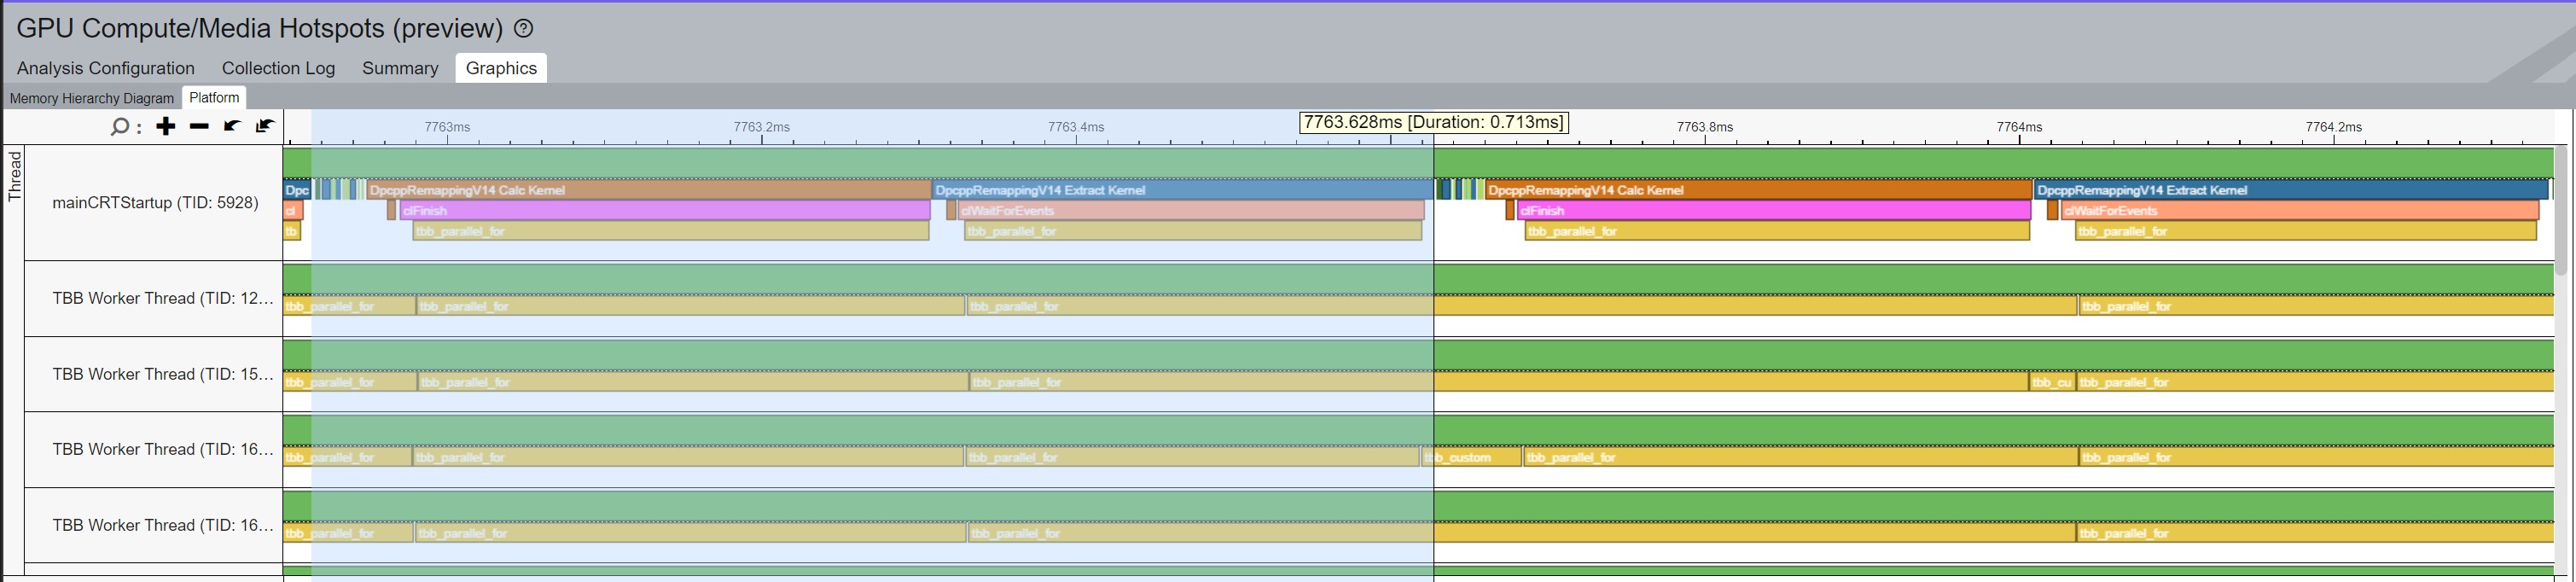 GPU Compute/Media Hotspots (preview) ?
Analysis Configuration Collection Log Summary Graphics
Memory Hierarchy Diagram Platform
7763ms 7763.2ms 7763.4ms 7763.628ms [Duration: 0.713ms] 7763.8ms 7764ms 7764.2ms
Thread
mainCRTStartup (TID: 5928)
Dpc DpcppRemappingV14 Calc Kernel DpcppRemappingV14 Extract Kernel DpcppRemappingV14 Calc Kernel DpcppRemappingV14 Extract Kernel
cl clFinish clWaitForEvents clFinish clWaitForEvents
tb tbb_parallel_for tbb_parallel_for tbb_parallel_for tbb_parallel_for
TBB Worker Thread (TID: 12...
tbb_parallel_for tbb_parallel_for tbb_parallel_for tbb_parallel_for
TBB Worker Thread (TID: 15...
tbb_parallel_for tbb_parallel_for tbb_parallel_for tbb_cu tbb_parallel_for
TBB Worker Thread (TID: 16...
tbb_parallel_for tbb_parallel_for tbb_parallel_for tbb_custom tbb_parallel_for tbb_parallel_for
TBB Worker Thread (TID: 16...
tbb_parallel_for tbb_parallel_for tbb_parallel_for tbb_parallel_for